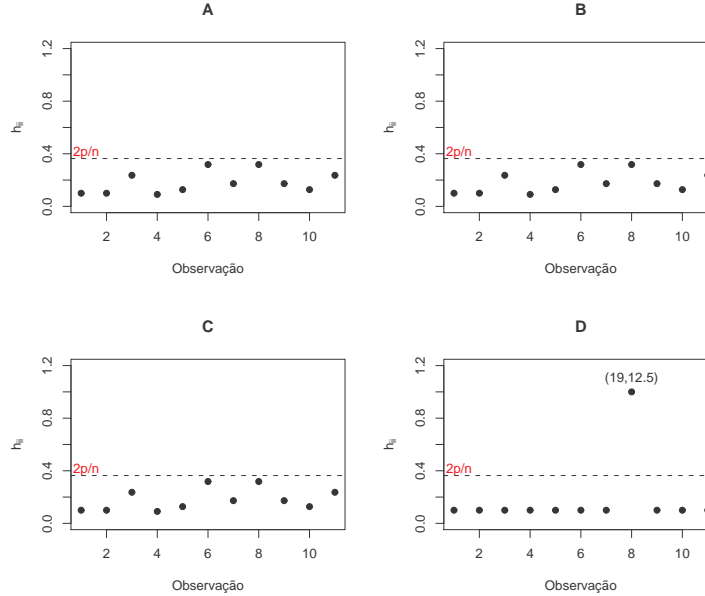 A
h_ii
1.2
0.8
0.4
0.0
2p/n
2 4 6 8 10
Observação
B
h_ii
1.2
0.8
0.4
0.0
2p/n
2 4 6 8 10
Observação
C
h_ii
1.2
0.8
0.4
0.0
2p/n
2 4 6 8 10
Observação
D
h_ii
1.2
0.8
0.4
0.0
(19,12.5)
2p/n
2 4 6 8 10
Observação